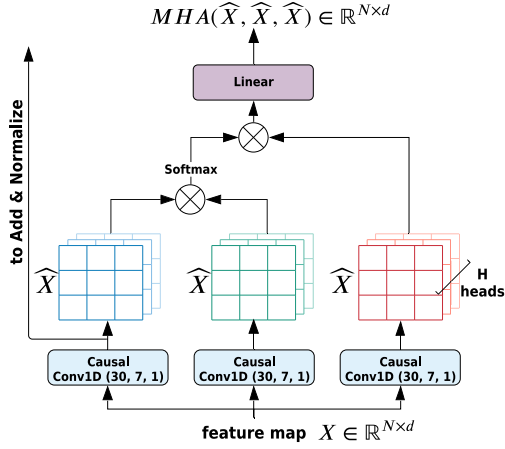 MHA(X̂, X̂, X̂) ∈ ℝ^{N×d}
Linear
to Add & Normalize
Softmax
X̂
X̂
X̂
H
heads
Causal
Conv1D (30, 7, 1)
Causal
Conv1D (30, 7, 1)
Causal
Conv1D (30, 7, 1)
feature map X ∈ ℝ^{N×d}